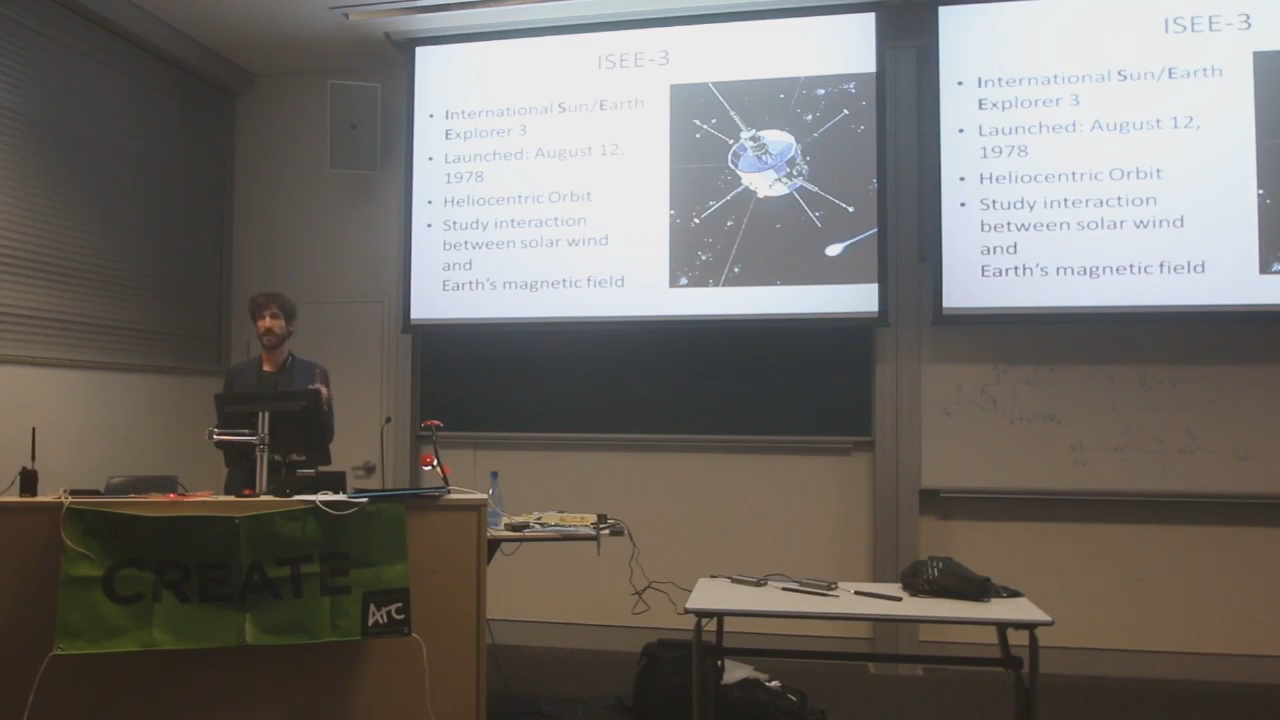 ISEE-3
• International Sun/Earth
Explorer 3
• Launched: August 12,
1978
• Heliocentric Orbit
• Study interaction
between solar wind
and
Earth's magnetic field
ISEE-3
• International Sun/Earth
Explorer 3
• Launched: August 12,
1978
• Heliocentric Orbit
• Study interaction
between solar wind
and
Earth's magnetic field
CREATE
Arc